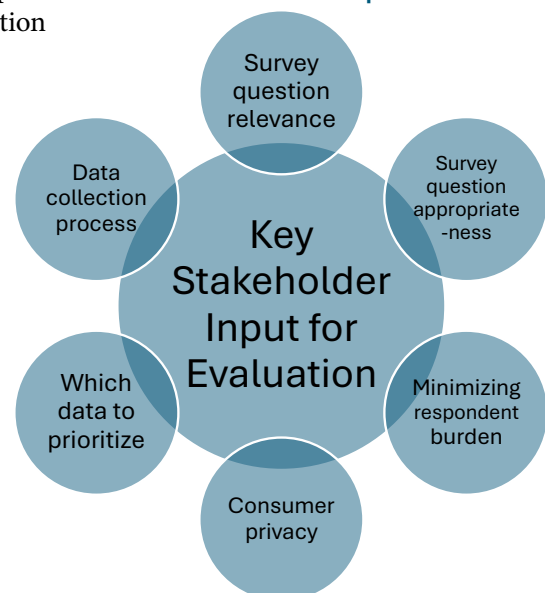 tion
Survey
question
relevance
Survey
question
appropriate
-ness
Minimizing
respondent
burden
Consumer
privacy
Which
data to
prioritize
Data
collection
process
Key
Stakeholder
Input for
Evaluation